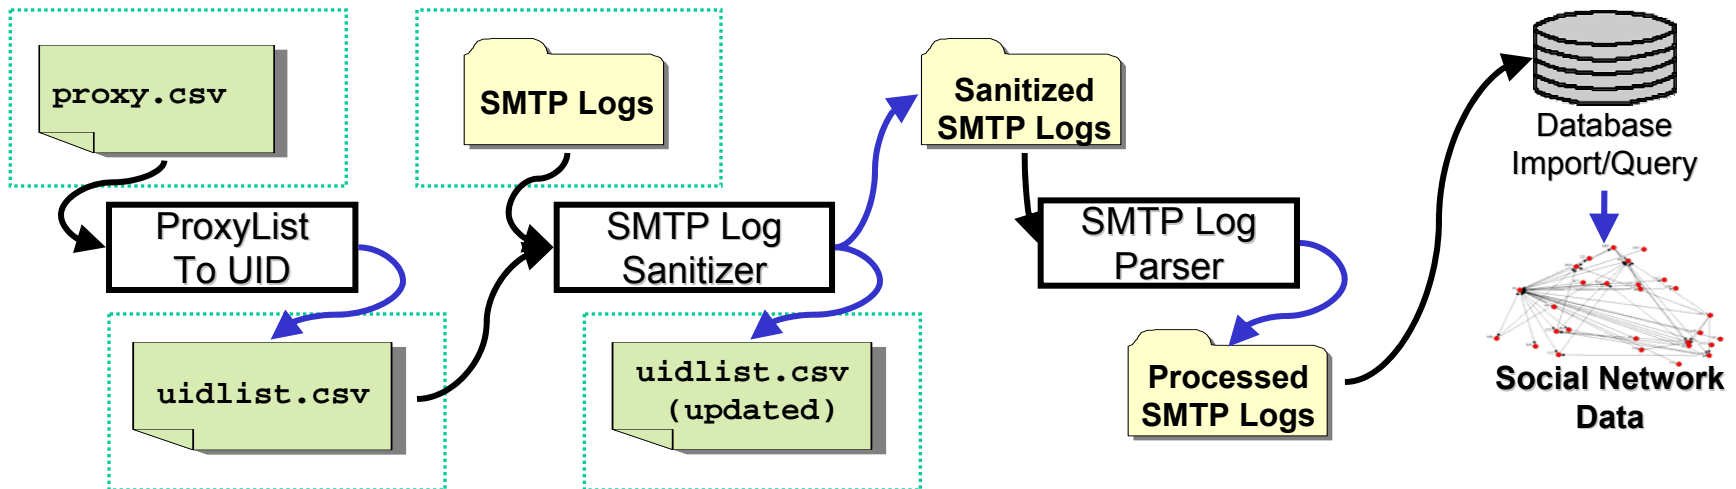 proxy.csv
SMTP Logs
Sanitized
SMTP Logs
Database
Import/Query
ProxyList
To UID
SMTP Log
Sanitizer
SMTP Log
Parser
uidlist.csv
uidlist.csv
(updated)
Processed
SMTP Logs
Social Network
Data